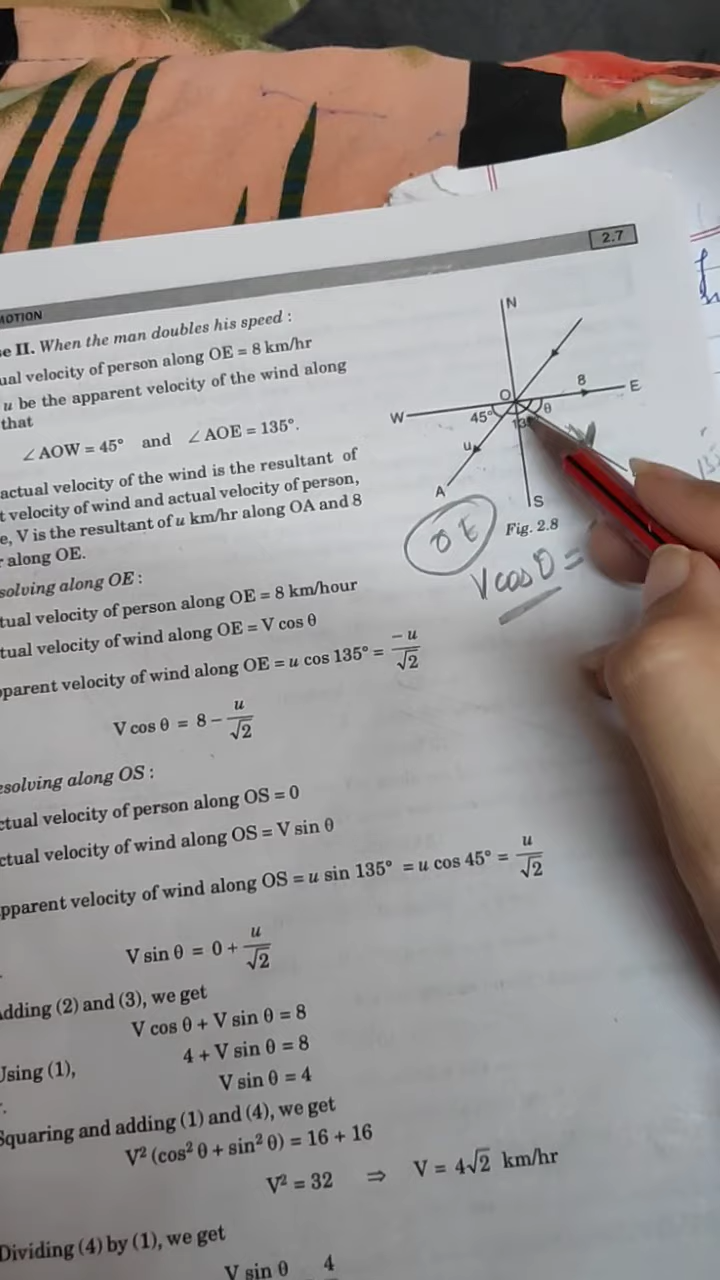 2.7
MOTION
se II. When the man doubles his speed :
ual velocity of person along OE = 8 km/hr
u be the apparent velocity of the wind along
that
∠AOW = 45° and ∠AOE = 135°.
actual velocity of the wind is the resultant of
t velocity of wind and actual velocity of person,
e, V is the resultant of u km/hr along OA and 8
r along OE.
solving along OE :
tual velocity of person along OE = 8 km/hour
tual velocity of wind along OE = V cos θ
pparent velocity of wind along OE = u cos 135° = -u/√2
V cos θ = 8 - u/√2
esolving along OS :
ctual velocity of person along OS = 0
ctual velocity of wind along OS = V sin θ
pparent velocity of wind along OS = u sin 135° = u cos 45° = u/√2
V sin θ = 0 + u/√2
Adding (2) and (3), we get
V cos θ + V sin θ = 8
Using (1), 4 + V sin θ = 8
V sin θ = 4
Squaring and adding (1) and (4), we get
V² (cos² θ + sin² θ) = 16 + 16
V² = 32 ⇒ V = 4√2 km/hr
Dividing (4) by (1), we get
V sin θ 4
N
8
E
O
θ
W
45°
u
A
S
Fig. 2.8
OE
V cos θ =